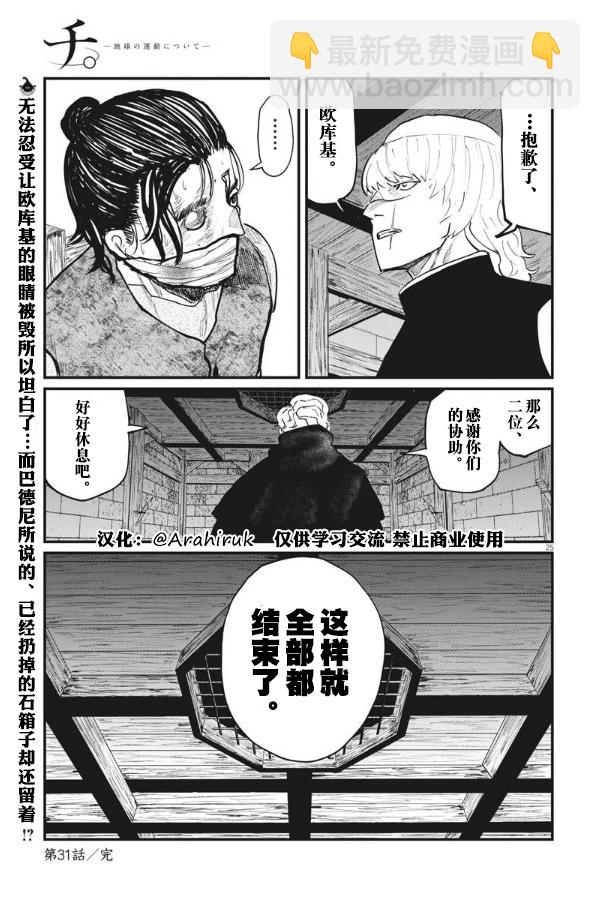 チ。
—地球の運動について—
最新免费漫画
www.baozimh.com
…抱歉了、
欧库基。
……
那么
二位、
感谢你们
的协助。
好好休息吧。
汉化：@Arahiruk 仅供学习交流 禁止商业使用
25
这样就
全部都
结束了。
无法忍受让欧库基的眼睛被毁所以坦白了…而巴德尼所说的、已经扔掉的石箱子却还留着!?
第31話／完